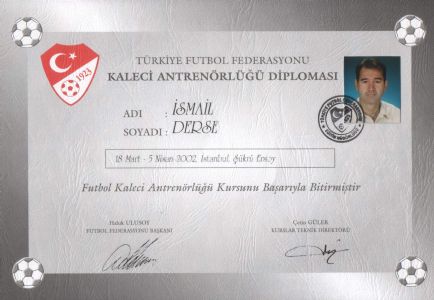 1923
TÜRKİYE FUTBOL FEDERASYONU
KALECİ ANTRENÖRLÜĞÜ DİPLOMASI
ADI : İSMAİL
SOYADI : DERSE
18 Mart - 5 Nisan 2002, İstanbul, Şükrü Ersoy
Futbol Kaleci Antrenörlüğü Kursunu Başarıyla Bitirmiştir
Haluk ULUSOY
FUTBOL FEDERASYONU BAŞKANI
Çetin GÜLER
KURSLAR TEKNİK DİREKTÖRÜ